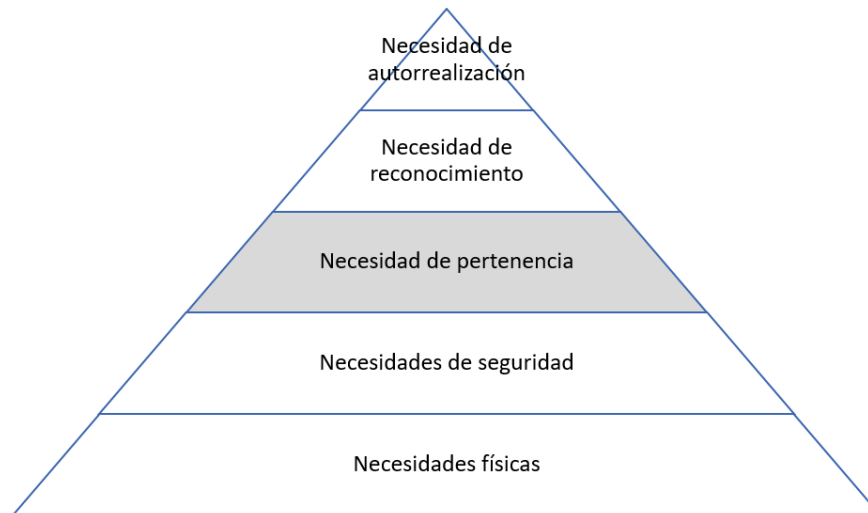 Necesidad de
autorrealización
Necesidad de
reconocimiento
Necesidad de pertenencia
Necesidades de seguridad
Necesidades físicas